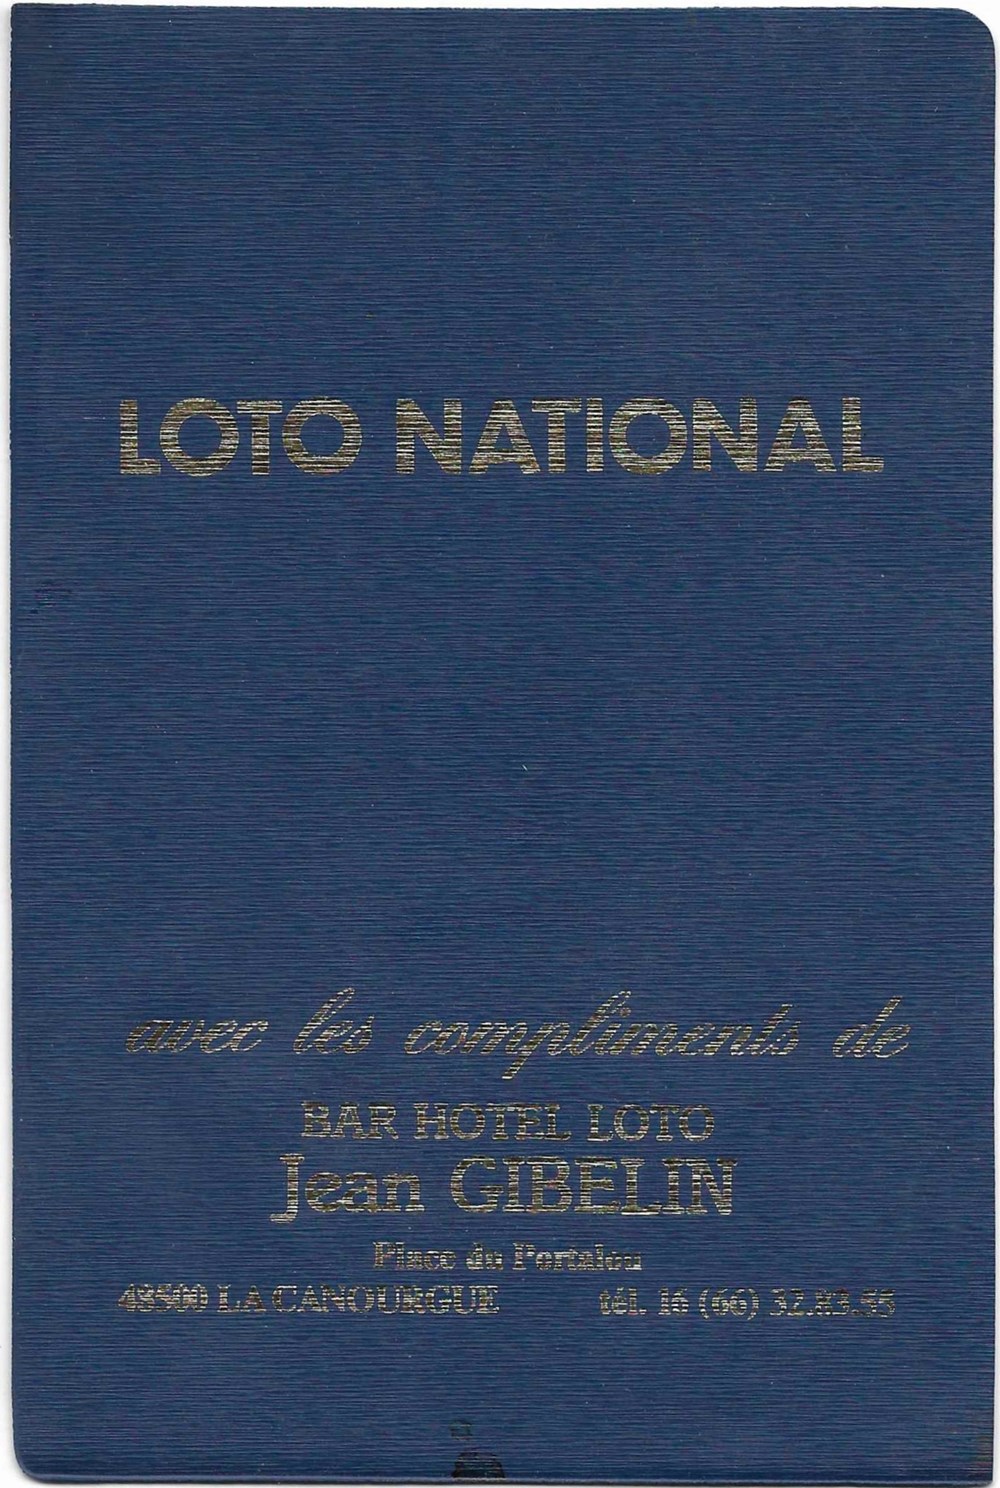 LOTO NATIONAL
avec les compliments de
BAR HOTEL LOTO
Jean GIBELIN
Place du Portalou
48500 LA CANOURGUE tél. 16 (66) 32.83.55